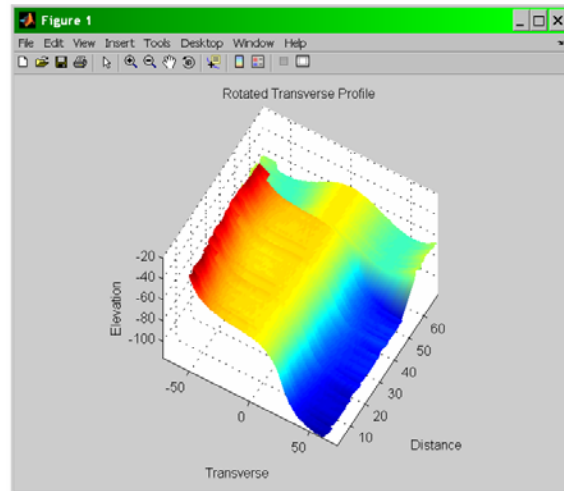 Figure 1
File Edit View Insert Tools Desktop Window Help
Rotated Transverse Profile
-20
-40
-60
-80
-100
Elevation
-50
0
50
Transverse
10
20
30
40
50
60
Distance